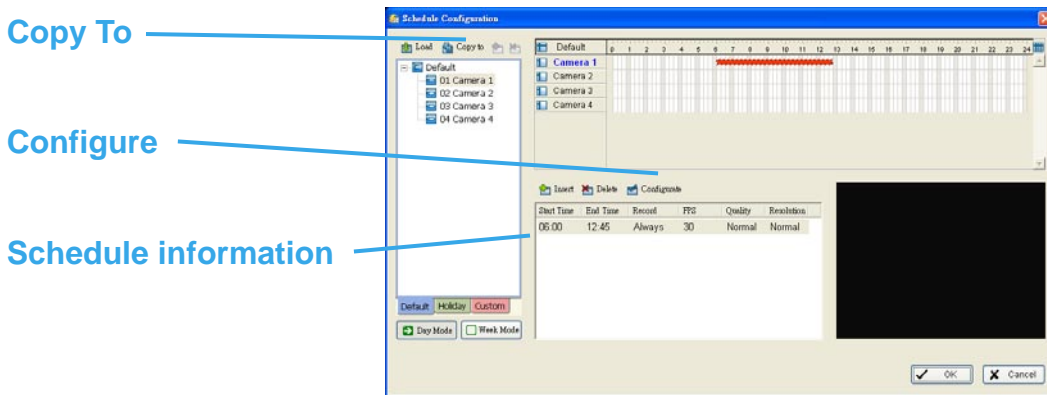 Copy To
Configure
Schedule information
Schedule Configuration
Load Copy to
Default
01 Camera 1
02 Camera 2
03 Camera 3
04 Camera 4
Default Holiday Custom
Day Mode Week Mode
Default 0 1 2 3 4 5 6 7 8 9 10 11 12 13 14 15 16 17 18 19 20 21 22 23 24
Camera 1
Camera 2
Camera 3
Camera 4
Insert Delete Configurate
Start Time End Time Record FPS Quality Resolution
06:00 12:45 Always 30 Normal Normal
OK Cancel